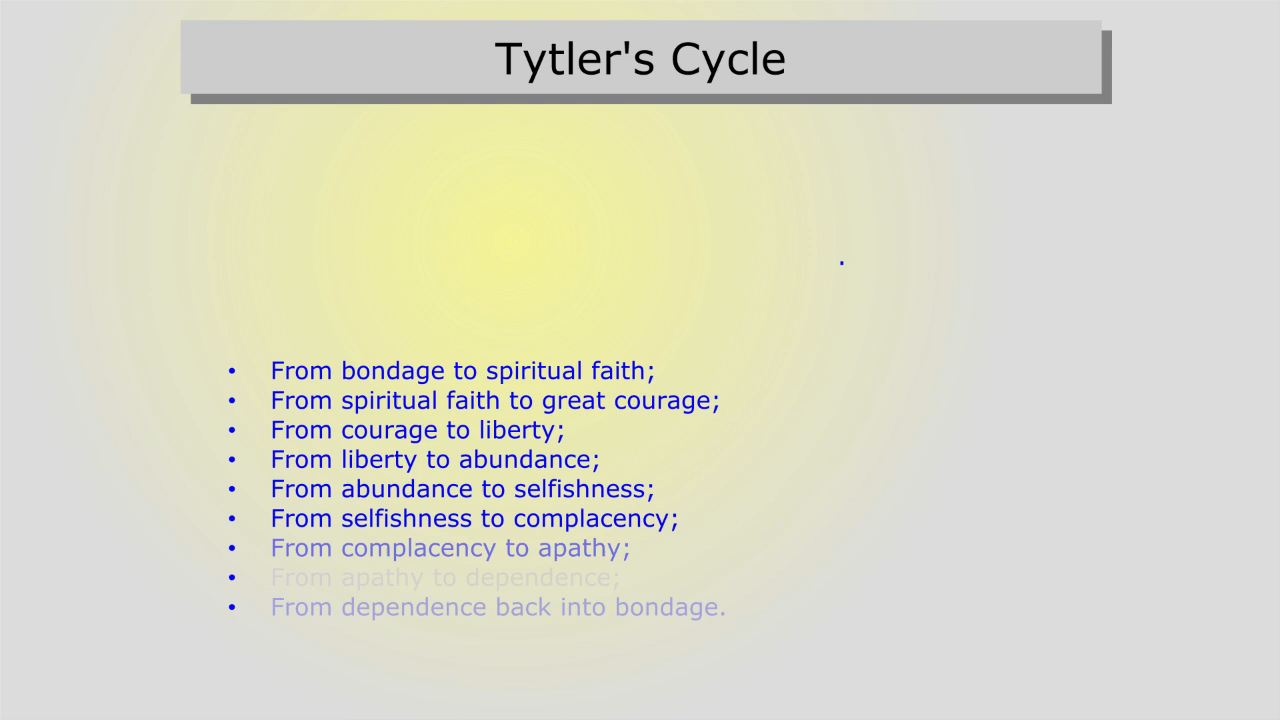 Tytler's Cycle
.
• From bondage to spiritual faith;
• From spiritual faith to great courage;
• From courage to liberty;
• From liberty to abundance;
• From abundance to selfishness;
• From selfishness to complacency;
• From complacency to apathy;
• From apathy to dependence;
• From dependence back into bondage.